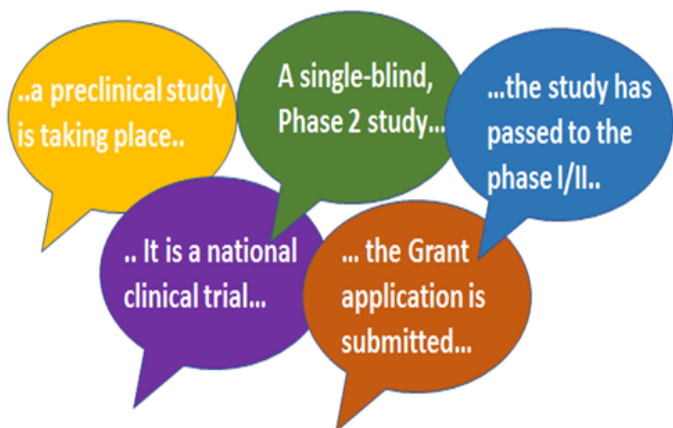 ..a preclinical study
is taking place..
A single-blind,
Phase 2 study...
...the study has
passed to the
phase I/II..
.. It is a national
clinical trial...
... the Grant
application is
submitted...